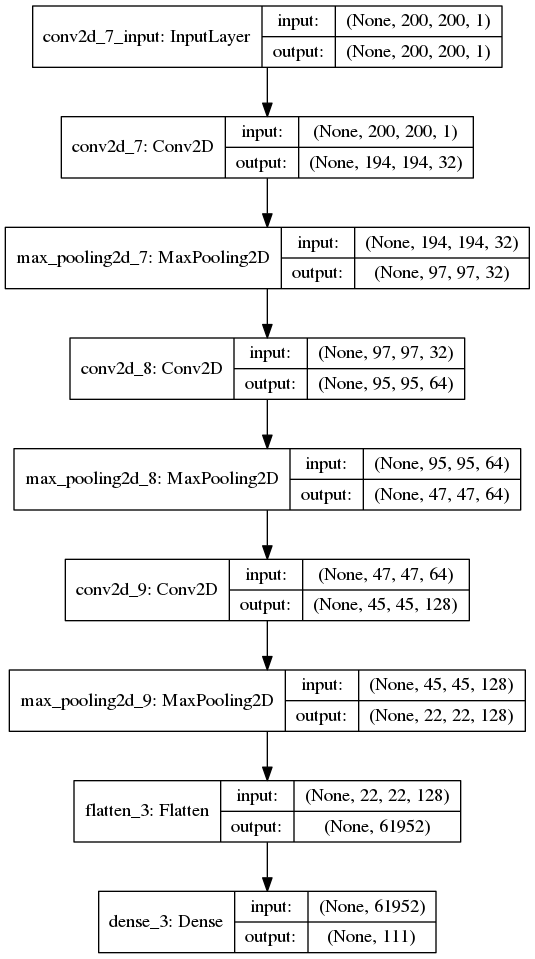 conv2d_7_input: InputLayer
input: (None, 200, 200, 1)
output: (None, 200, 200, 1)
conv2d_7: Conv2D
input: (None, 200, 200, 1)
output: (None, 194, 194, 32)
max_pooling2d_7: MaxPooling2D
input: (None, 194, 194, 32)
output: (None, 97, 97, 32)
conv2d_8: Conv2D
input: (None, 97, 97, 32)
output: (None, 95, 95, 64)
max_pooling2d_8: MaxPooling2D
input: (None, 95, 95, 64)
output: (None, 47, 47, 64)
conv2d_9: Conv2D
input: (None, 47, 47, 64)
output: (None, 45, 45, 128)
max_pooling2d_9: MaxPooling2D
input: (None, 45, 45, 128)
output: (None, 22, 22, 128)
flatten_3: Flatten
input: (None, 22, 22, 128)
output: (None, 61952)
dense_3: Dense
input: (None, 61952)
output: (None, 111)